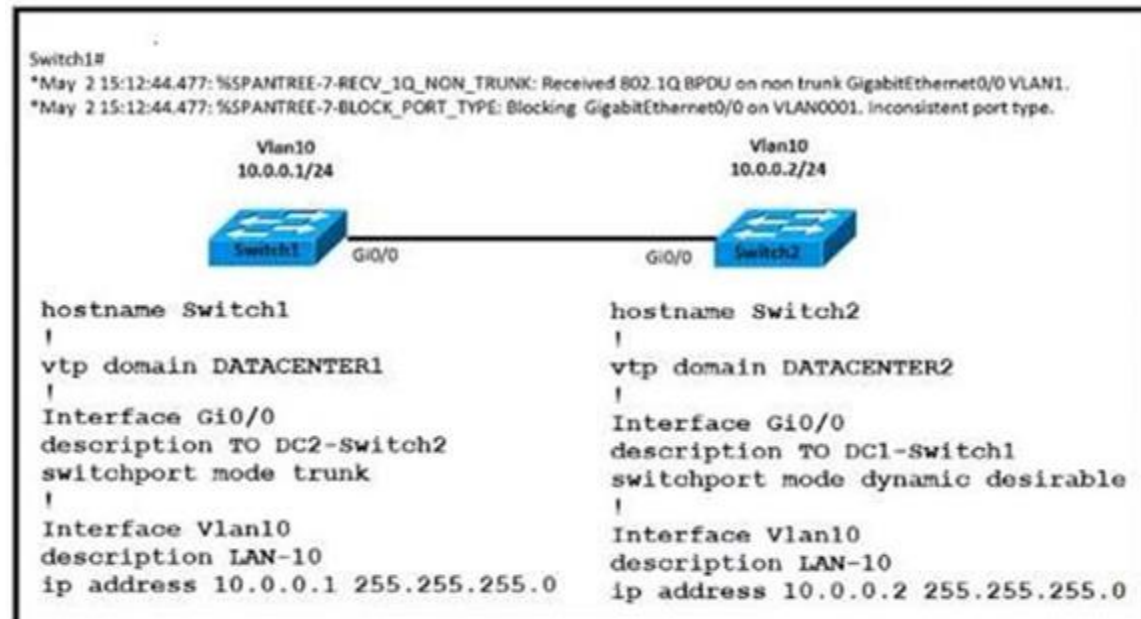 Switch1#
*May 2 15:12:44.477: %SPANTREE-7-RECV_1Q_NON_TRUNK: Received 802.1Q BPDU on non trunk GigabitEthernet0/0 VLAN1.
*May 2 15:12:44.477: %SPANTREE-7-BLOCK_PORT_TYPE: Blocking GigabitEthernet0/0 on VLAN0001. Inconsistent port type.
Vlan10
10.0.0.1/24
Vlan10
10.0.0.2/24
Switch1
Gi0/0
Gi0/0
Switch2
hostname Switch1
!
vtp domain DATACENTER1
!
Interface Gi0/0
description TO DC2-Switch2
switchport mode trunk
!
Interface Vlan10
description LAN-10
ip address 10.0.0.1 255.255.255.0
hostname Switch2
!
vtp domain DATACENTER2
!
Interface Gi0/0
description TO DC1-Switch1
switchport mode dynamic desirable
!
Interface Vlan10
description LAN-10
ip address 10.0.0.2 255.255.255.0